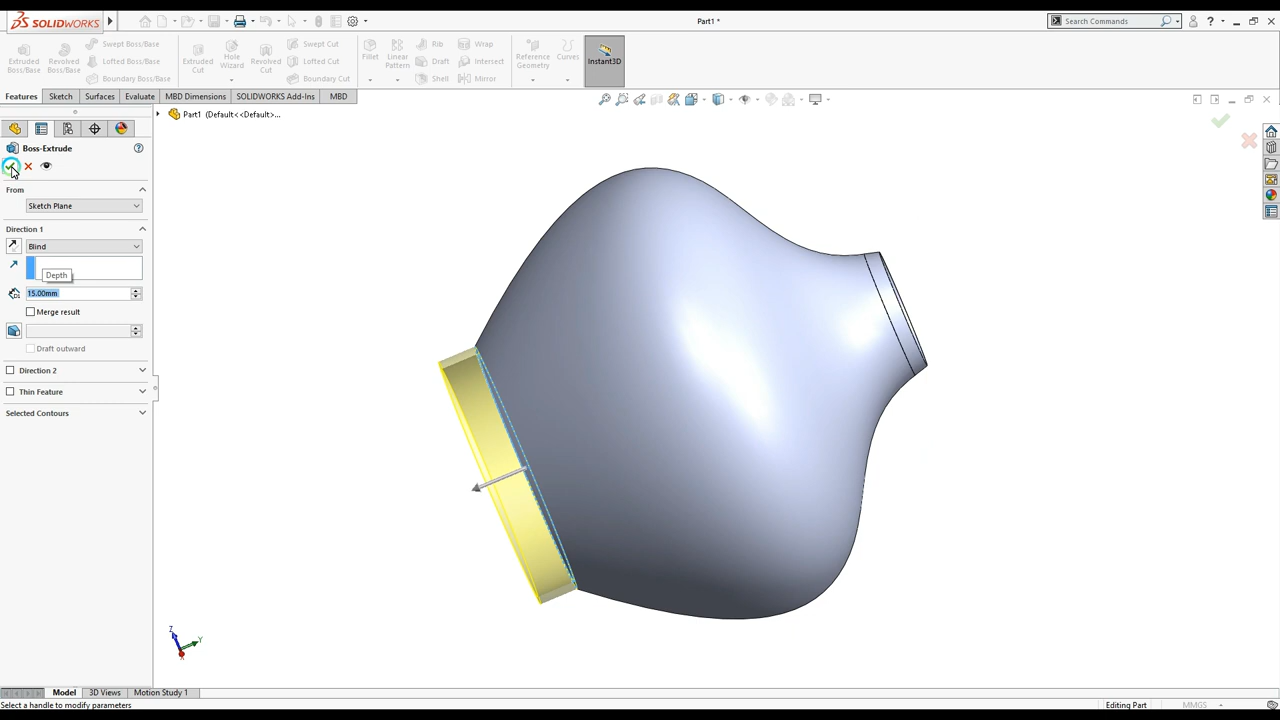 SOLIDWORKS
Part1 *
Search Commands
Extruded Boss/Base
Revolved Boss/Base
Swept Boss/Base
Lofted Boss/Base
Boundary Boss/Base
Extruded Cut
Hole Wizard
Revolved Cut
Swept Cut
Lofted Cut
Boundary Cut
Fillet
Linear Pattern
Rib
Draft
Shell
Wrap
Intersect
Mirror
Reference Geometry
Curves
Instant3D
Features
Sketch
Surfaces
Evaluate
MBD Dimensions
SOLIDWORKS Add-Ins
MBD
Part1 (Default<<Default>...
Boss-Extrude
From
Sketch Plane
Direction 1
Blind
Depth
15.00mm
Merge result
Draft outward
Direction 2
Thin Feature
Selected Contours
Z
Y
X
Model
3D Views
Motion Study 1
Select a handle to modify parameters
Editing Part
MMGS